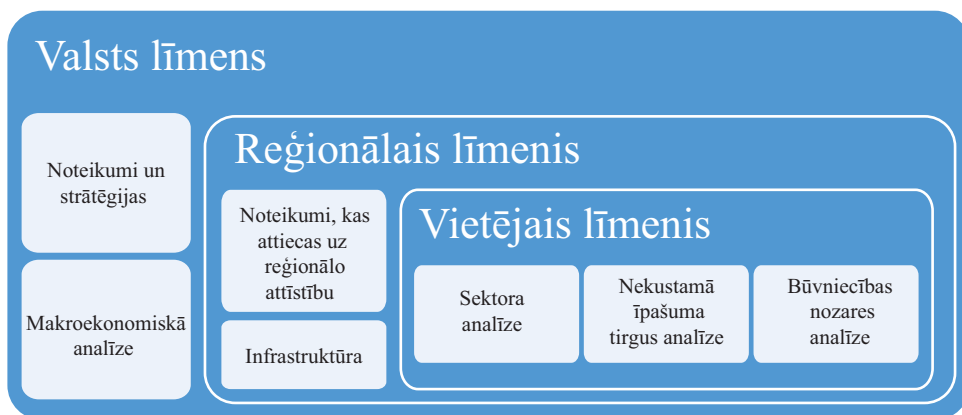 Valsts līmens
Noteikumi un
strātēģijas
Makroekonomiskā
analīze
Reģionālais līmenis
Noteikumi, kas
attiecas uz
reģionālo
attīstību
Infrastruktūra
Vietējais līmenis
Sektora
analīze
Nekustamā
īpašuma
tirgus analīze
Būvniecības
nozares
analīze